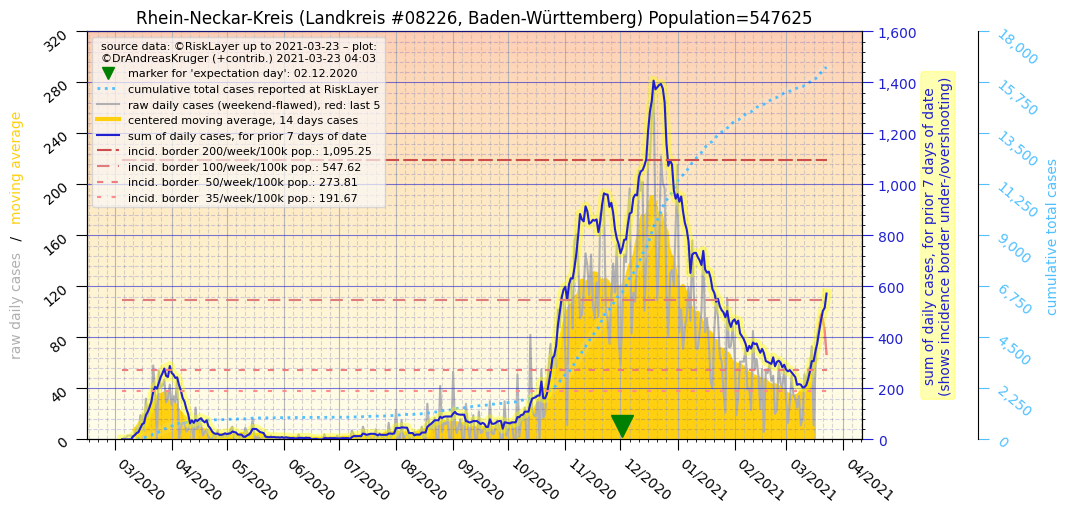 Rhein-Neckar-Kreis (Landkreis #08226, Baden-Württemberg) Population=547625
source data: ©RiskLayer up to 2021-03-23 – plot:
©DrAndreasKruger (+contrib.) 2021-03-23 04:03
marker for 'expectation day': 02.12.2020
cumulative total cases reported at RiskLayer
raw daily cases (weekend-flawed), red: last 5
centered moving average, 14 days cases
sum of daily cases, for prior 7 days of date
incid. border 200/week/100k pop.: 1,095.25
incid. border 100/week/100k pop.: 547.62
incid. border  50/week/100k pop.: 273.81
incid. border  35/week/100k pop.: 191.67
raw daily cases / moving average
320
280
240
200
160
120
80
40
0
03/2020
04/2020
05/2020
06/2020
07/2020
08/2020
09/2020
10/2020
11/2020
12/2020
01/2021
02/2021
03/2021
04/2021
1,600
1,400
1,200
1,000
800
600
400
200
0
sum of daily cases, for prior 7 days of date
(shows incidence border under-/overshooting)
18,000
15,750
13,500
11,250
9,000
6,750
4,500
2,250
0
cumulative total cases